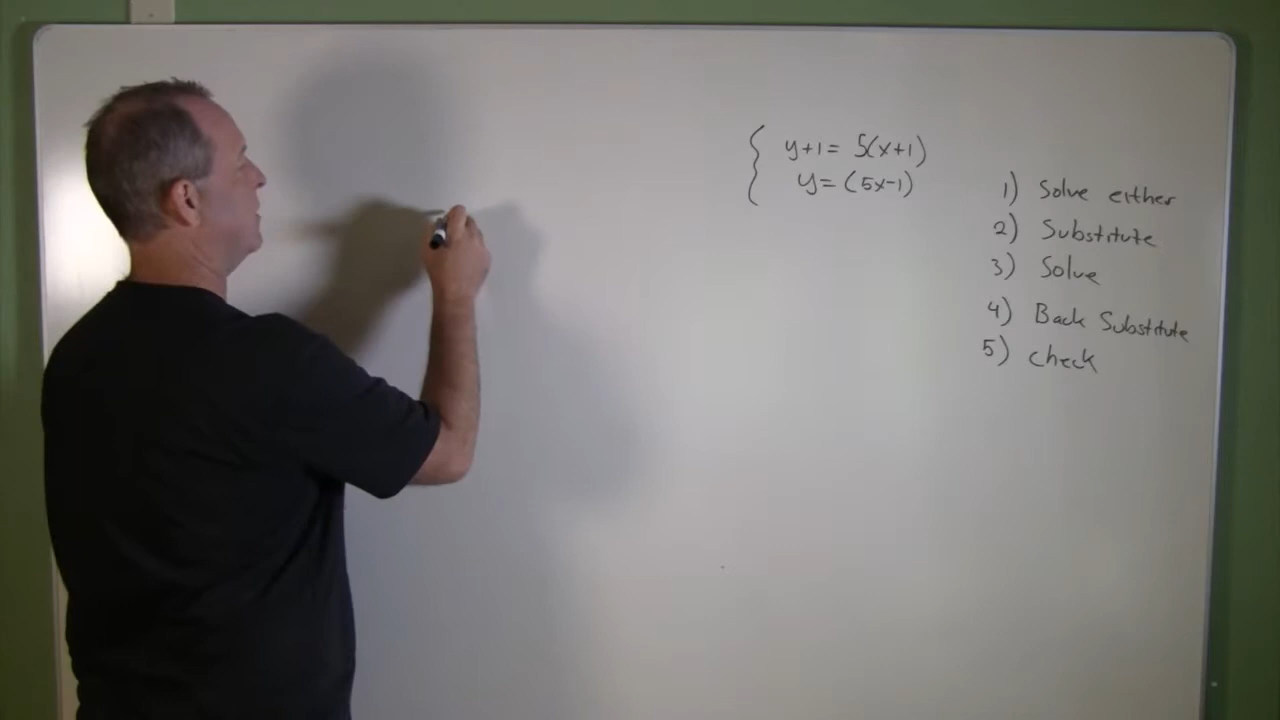 y+1= 5(x+1)
y=(5x-1)
1) Solve either
2) Substitute
3) Solve
4) Back Substitute
5) check